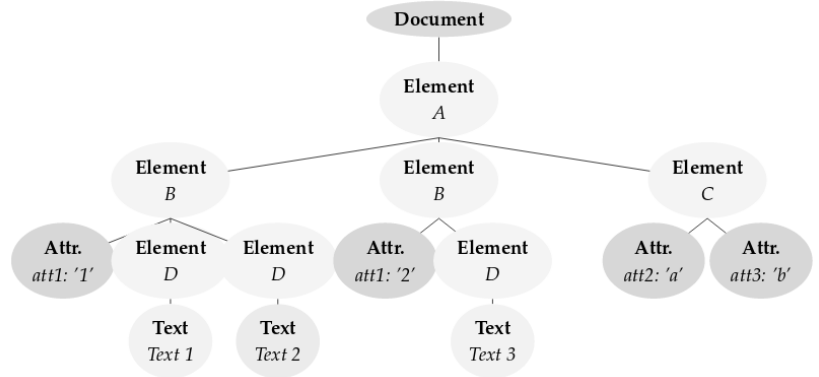 Document
Element
A
Element
B
Element
B
Element
C
Attr.
att1: '1'
Element
D
Element
D
Attr.
att1: '2'
Element
D
Attr.
att2: 'a'
Attr.
att3: 'b'
Text
Text 1
Text
Text 2
Text
Text 3